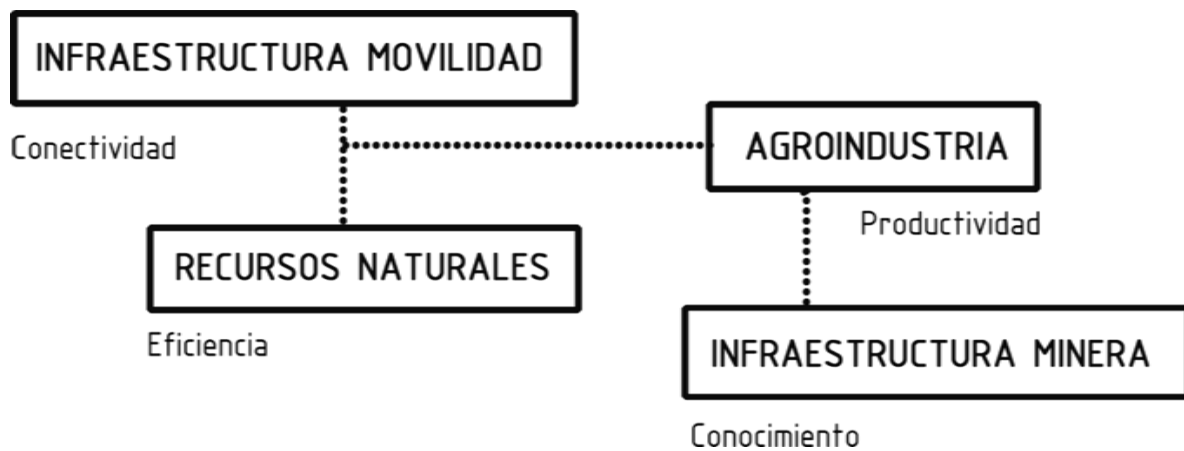 INFRAESTRUCTURA MOVILIDAD
Conectividad
AGROINDUSTRIA
Productividad
RECURSOS NATURALES
Eficiencia
INFRAESTRUCTURA MINERA
Conocimiento